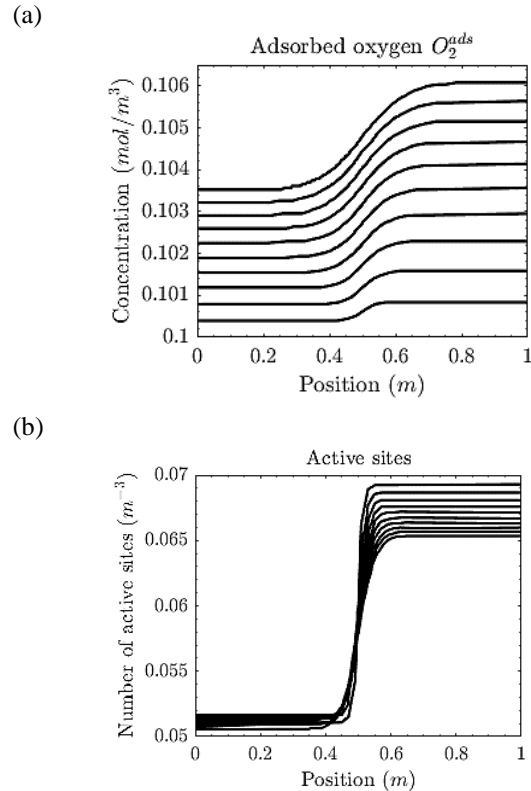 (a)
Adsorbed oxygen O₂ᵃᵈˢ
Concentration (mol/m³)
0.106
0.105
0.104
0.103
0.102
0.101
0.1
0 0.2 0.4 0.6 0.8 1
Position (m)
(b)
Active sites
Number of active sites (m⁻³)
0.07
0.065
0.06
0.055
0.05
0 0.2 0.4 0.6 0.8 1
Position (m)